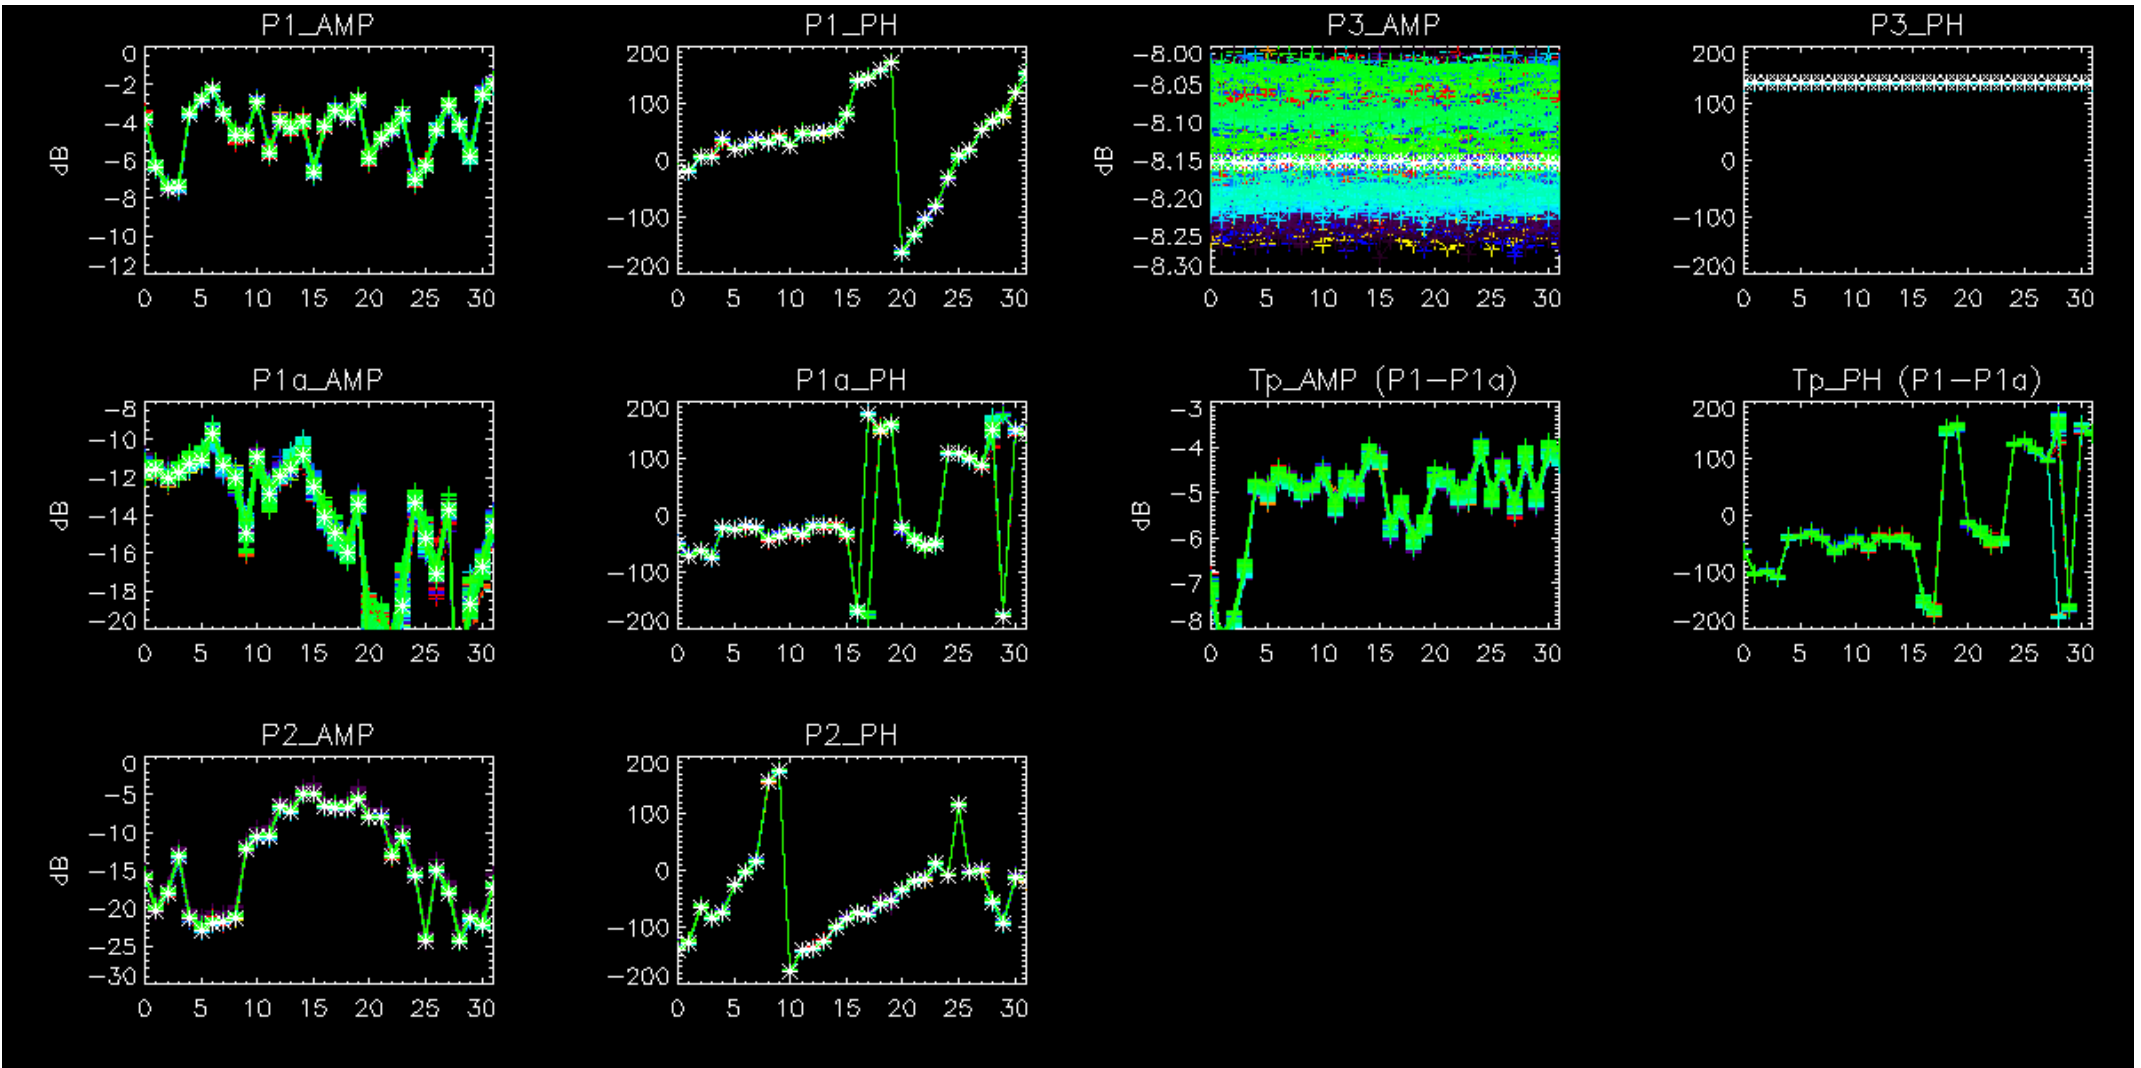 P1_AMP
P1_PH
P3_AMP
P3_PH
0
−2
−4
−6
−8
−10
−12
dB
0 5 10 15 20 25 30
200
100
0
−100
−200
0 5 10 15 20 25 30
−8.00
−8.05
−8.10
−8.15
−8.20
−8.25
−8.30
dB
0 5 10 15 20 25 30
200
100
0
−100
−200
0 5 10 15 20 25 30
P1a_AMP
P1a_PH
Tp_AMP (P1−P1a)
Tp_PH (P1−P1a)
−8
−10
−12
−14
−16
−18
−20
dB
0 5 10 15 20 25 30
200
100
0
−100
−200
0 5 10 15 20 25 30
−3
−4
−5
−6
−7
−8
dB
0 5 10 15 20 25 30
200
100
0
−100
−200
0 5 10 15 20 25 30
P2_AMP
P2_PH
0
−5
−10
−15
−20
−25
−30
dB
0 5 10 15 20 25 30
200
100
0
−100
−200
0 5 10 15 20 25 30